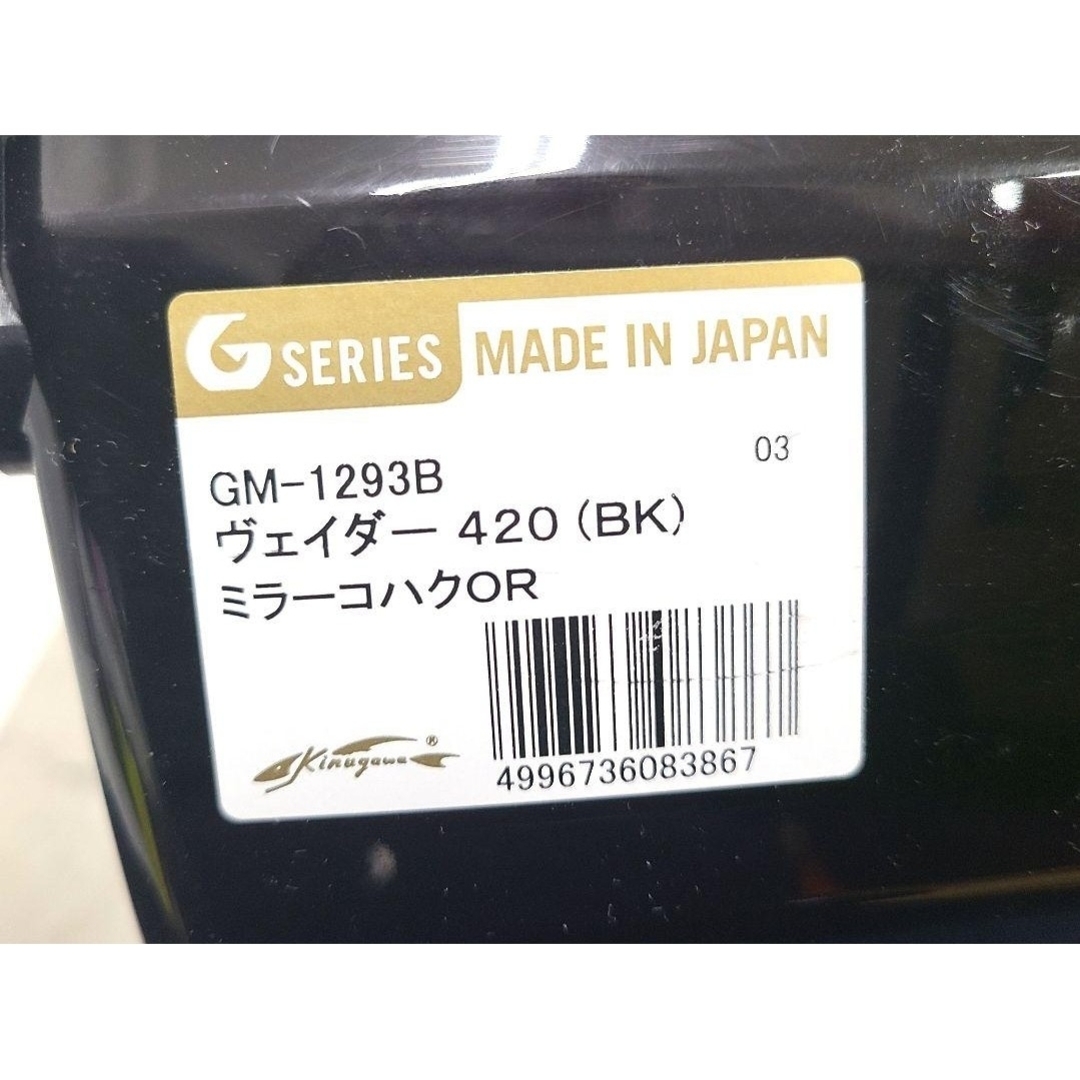 G SERIES MADE IN JAPAN
GM-1293B 03
ヴェイダー 420 (BK)
ミラーコハクOR
Kinugawa®
4996736083867